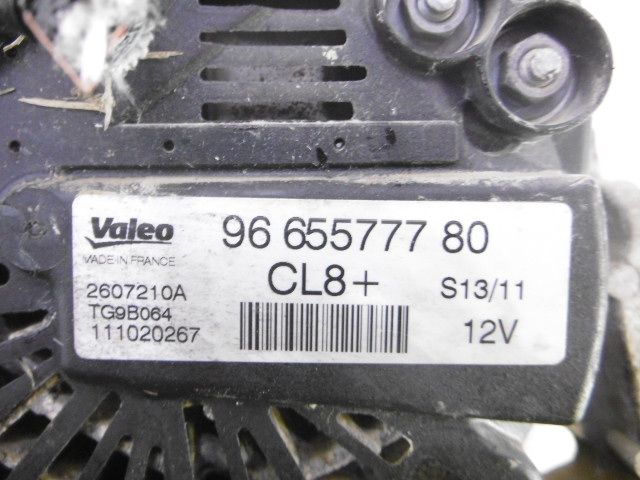 Valeo 96 655777 80
MADE IN FRANCE CL8+ S13/11
2607210A
TG9B064
111020267 12V